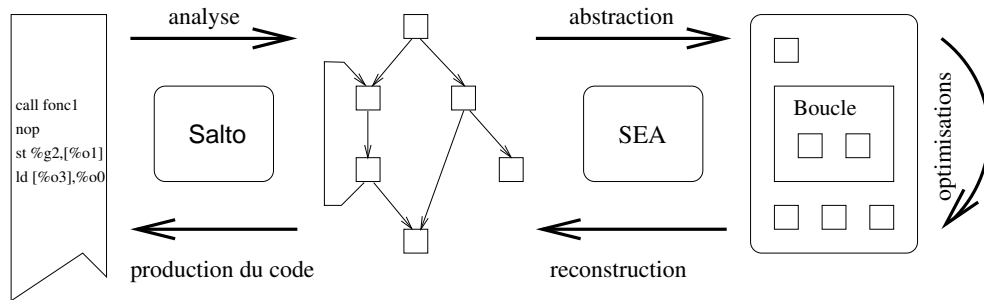 analyse
abstraction
call fonc1
nop
st %g2,[%o1]
ld [%o3],%o0
Salto
SEA
Boucle
optimisations
production du code
reconstruction